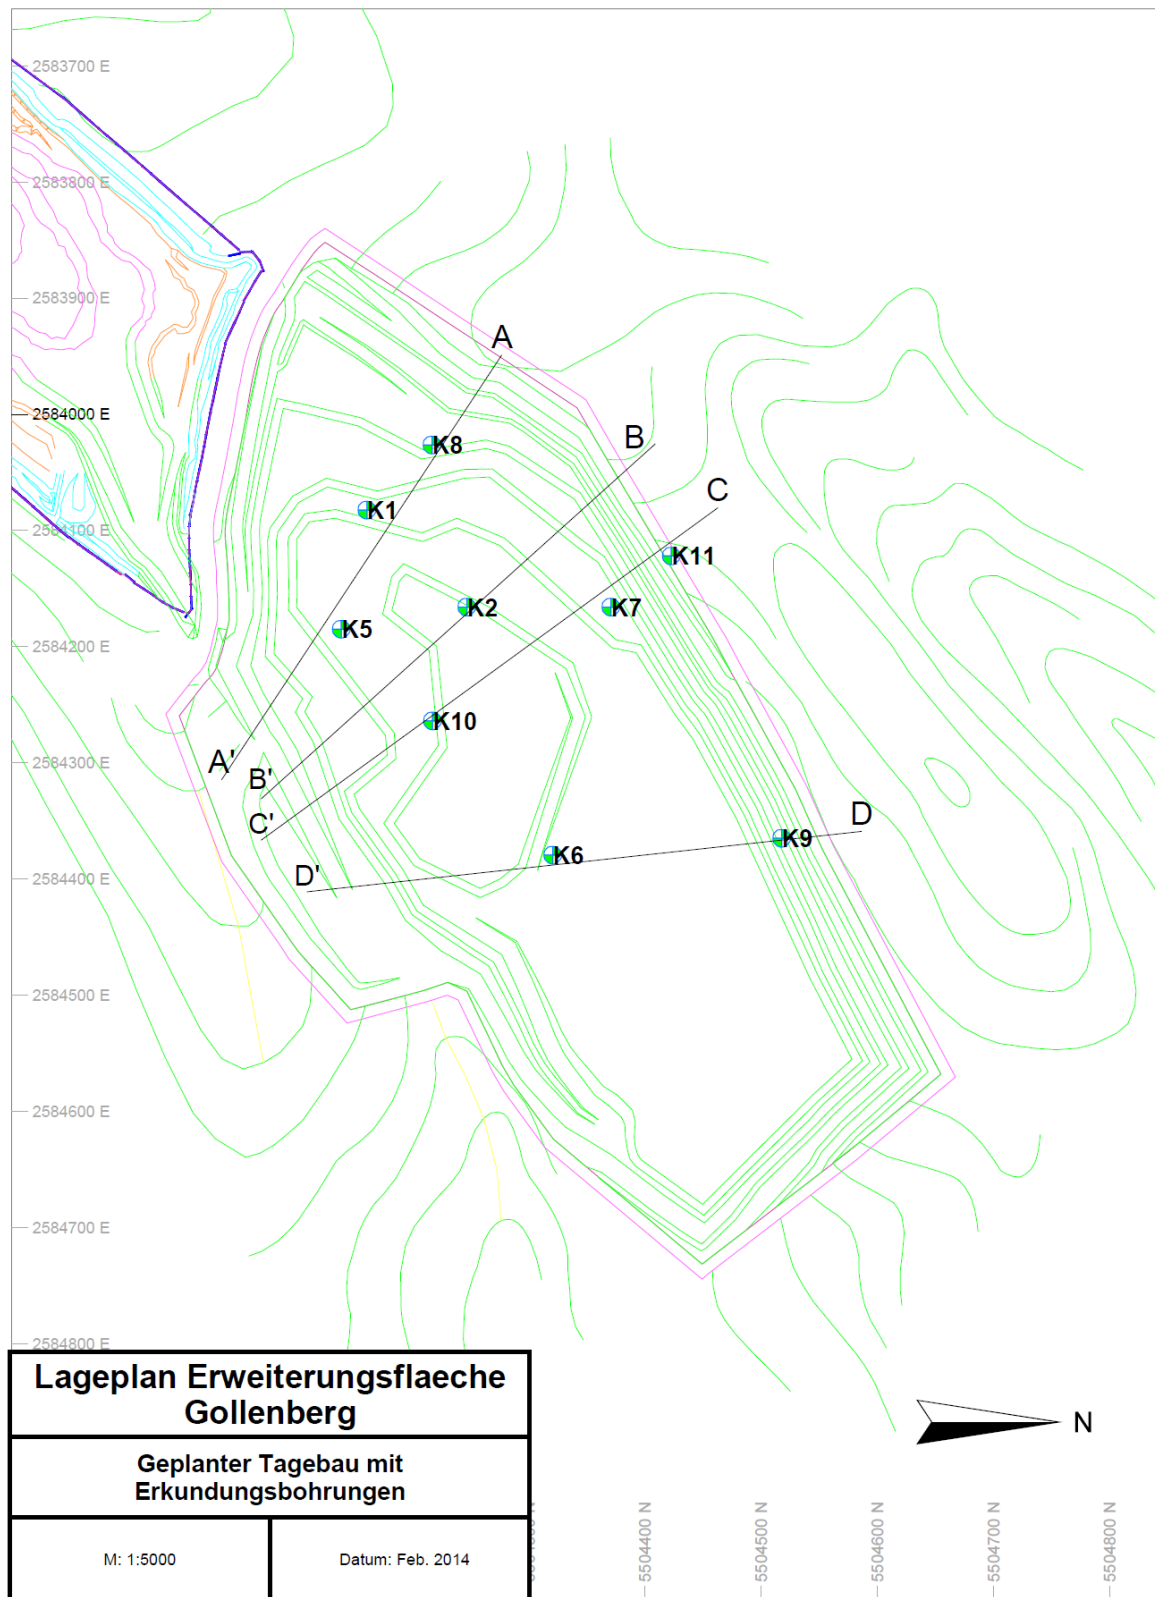 2583700 E
2583800 E
2583900 E
A
2584000 E
B
K8
C
K1
2584100 E
K11
K2
K7
K5
2584200 E
K10
A'
2584300 E
B'
C'
D
K9
K6
D'
2584400 E
2584500 E
2584600 E
2584700 E
2584800 E
Lageplan Erweiterungsflaeche
Gollenberg
Geplanter Tagebau mit
Erkundungsbohrungen
M: 1:5000
Datum: Feb. 2014
N
5504400 N
5504500 N
5504600 N
5504700 N
5504800 N